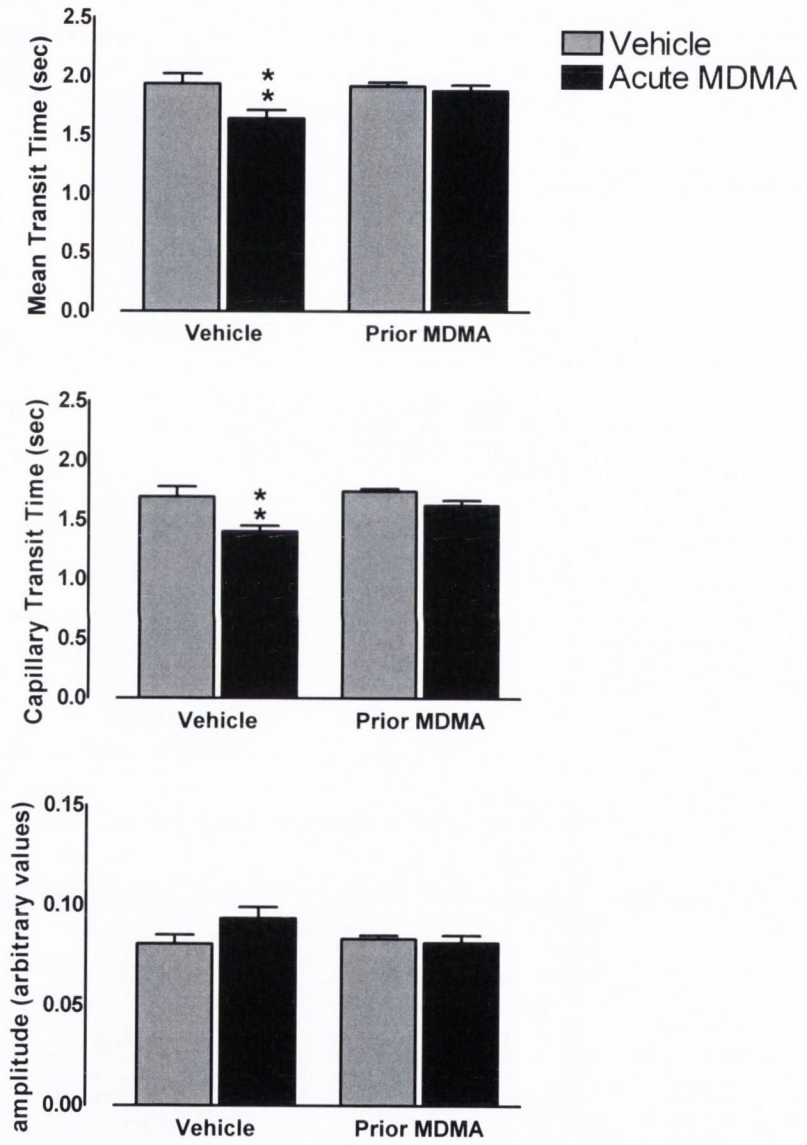 Vehicle
Acute MDMA
Mean Transit Time (sec)
2.5
2.0
1.5
1.0
0.5
0.0
*
*
Vehicle
Prior MDMA
Capillary Transit Time (sec)
2.5
2.0
1.5
1.0
0.5
0.0
*
*
Vehicle
Prior MDMA
amplitude (arbitrary values)
0.15
0.10
0.05
0.00
Vehicle
Prior MDMA